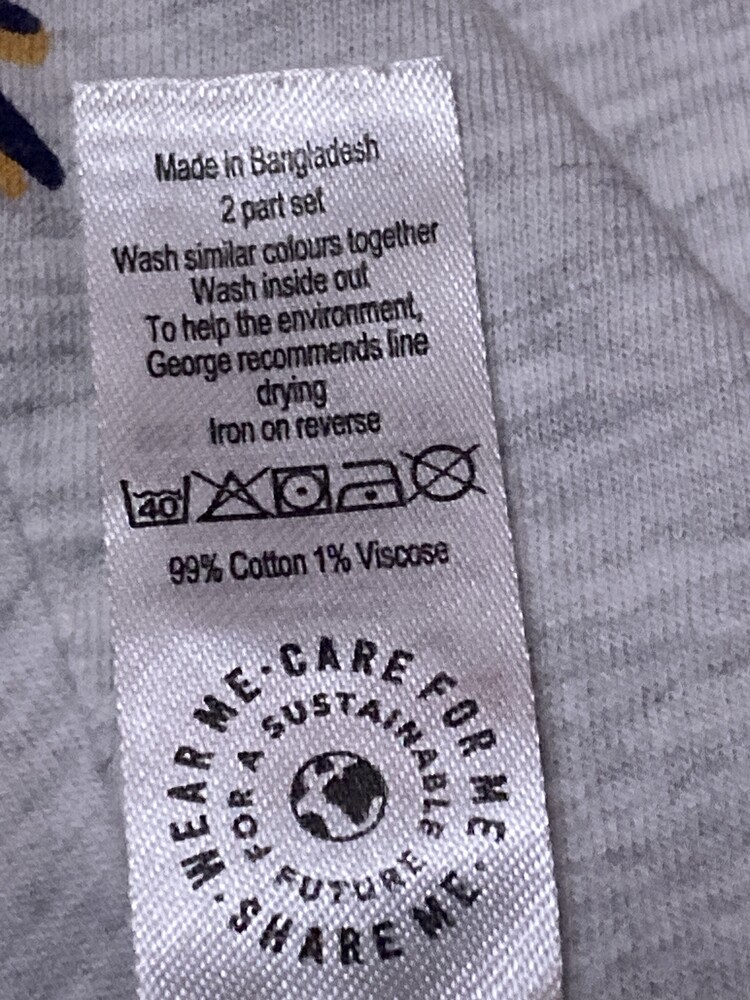 Made in Bangladesh
2 part set
Wash similar colours together
Wash inside out
To help the environment,
George recommends line
drying
Iron on reverse
40
99% Cotton 1% Viscose
WEAR ME·CARE FOR ME·SHARE ME·
FOR A SUSTAINABLE FUTURE